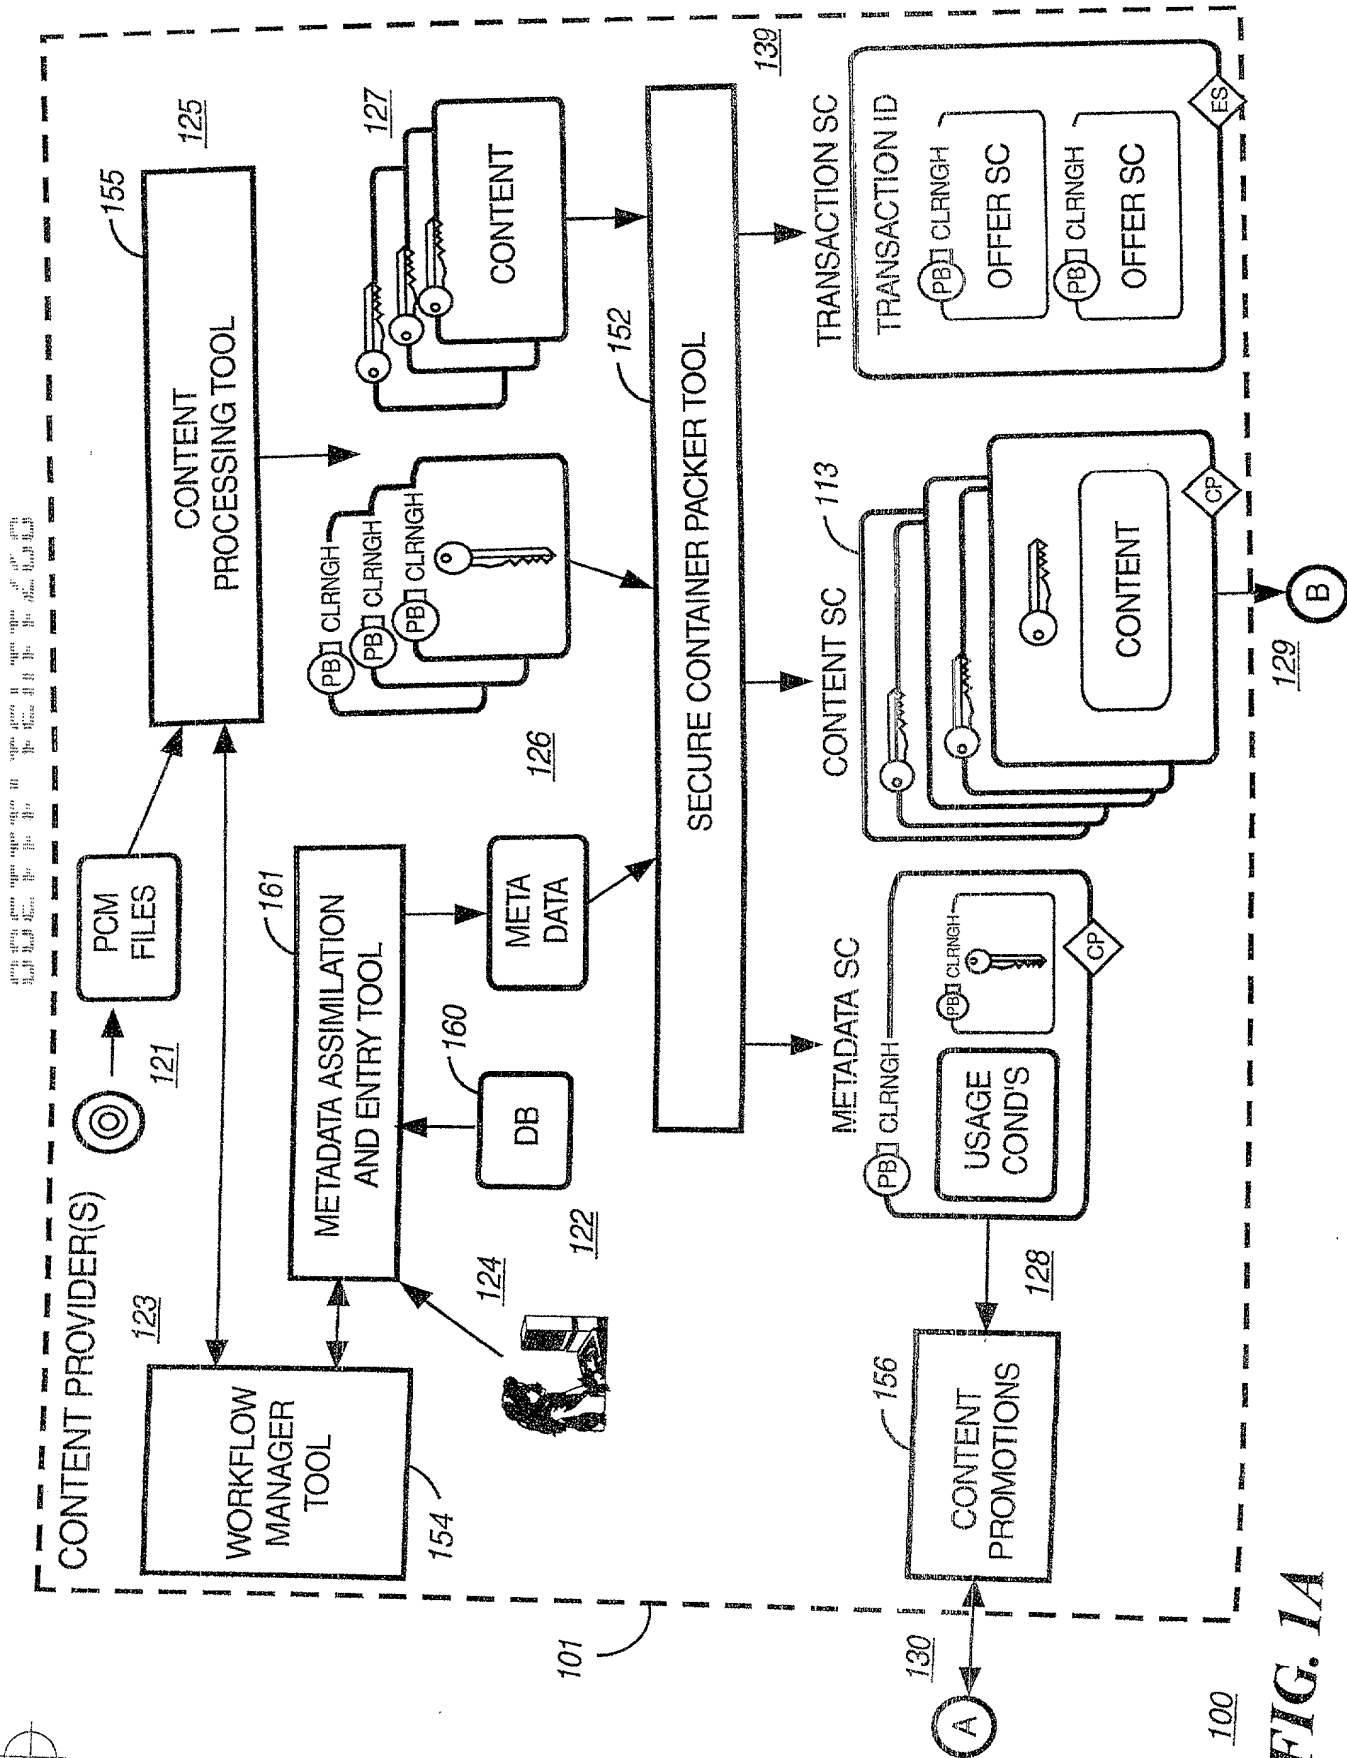 CONTENT PROVIDER(S)
121
PCM
FILES
155
125
CONTENT
PROCESSING TOOL
123
WORKFLOW
MANAGER
TOOL
154
161
METADATA ASSIMILATION
AND ENTRY TOOL
124
DB
160
122
META
DATA
126
PB CLRNGH
PB CLRNGH
PB CLRNGH
127
CONTENT
152
SECURE CONTAINER PACKER TOOL
139
METADATA SC
PB CLRNGH
USAGE
COND'S
PB CLRNGH
CP
CONTENT SC
113
CONTENT
CP
TRANSACTION SC
TRANSACTION ID
PB CLRNGH
OFFER SC
PB CLRNGH
OFFER SC
ES
128
156
CONTENT
PROMOTIONS
129
B
101
130
A
100
FIG. 1A